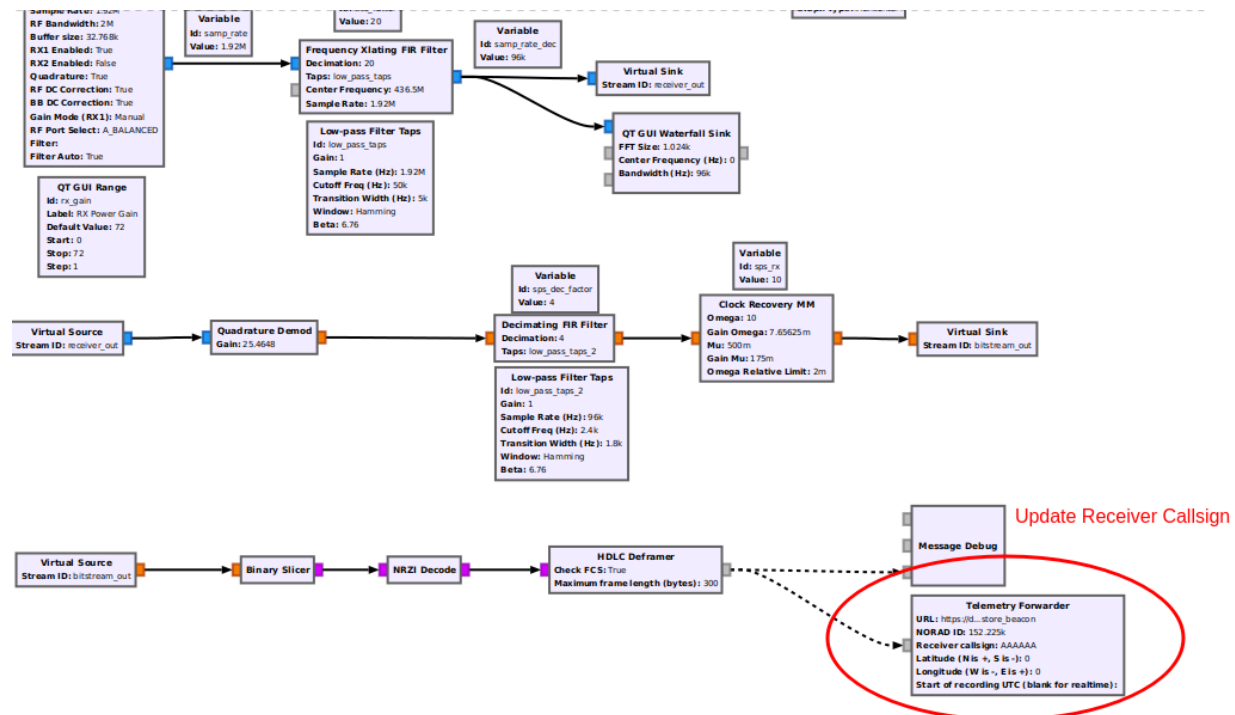 RF Bandwidth: 2M
Buffer size: 32.768k
RX1 Enabled: True
RX2 Enabled: False
Quadrature: True
RF DC Correction: True
BB DC Correction: True
Gain Mode (RX1): Manual
RF Port Select: A_BALANCED
Filter:
Filter Auto: True
Variable
Id: samp_rate
Value: 1.92M
Value: 20
Frequency Xlating FIR Filter
Decimation: 20
Taps: low_pass_taps
Center Frequency: 436.5M
Sample Rate: 1.92M
Variable
Id: samp_rate_dec
Value: 96k
Virtual Sink
Stream ID: receiver_out
QT GUI Waterfall Sink
FFT Size: 1.024k
Center Frequency (Hz): 0
Bandwidth (Hz): 96k
Low-pass Filter Taps
Id: low_pass_taps
Gain: 1
Sample Rate (Hz): 1.92M
Cutoff Freq (Hz): 50k
Transition Width (Hz): 5k
Window: Hamming
Beta: 6.76
QT GUI Range
Id: rx_gain
Label: RX Power Gain
Default Value: 72
Start: 0
Stop: 72
Step: 1
Variable
Id: sps_dec_factor
Value: 4
Variable
Id: sps_rx
Value: 10
Virtual Source
Stream ID: receiver_out
Quadrature Demod
Gain: 25.4648
Decimating FIR Filter
Decimation: 4
Taps: low_pass_taps_2
Clock Recovery MM
Omega: 10
Gain Omega: 7.65625m
Mu: 500m
Gain Mu: 175m
Omega Relative Limit: 2m
Virtual Sink
Stream ID: bitstream_out
Low-pass Filter Taps
Id: low_pass_taps_2
Gain: 1
Sample Rate (Hz): 96k
Cutoff Freq (Hz): 2.4k
Transition Width (Hz): 1.8k
Window: Hamming
Beta: 6.76
Virtual Source
Stream ID: bitstream_out
Binary Slicer
NRZI Decode
HDLC Deframer
Check FCS: True
Maximum frame length (bytes): 300
Message Debug
Update Receiver Callsign
Telemetry Forwarder
URL: https://d...store_beacon
NORAD ID: 152.225k
Receiver callsign: AAAAAA
Latitude (N is +, S is -): 0
Longitude (W is -, E is +): 0
Start of recording UTC (blank for realtime):